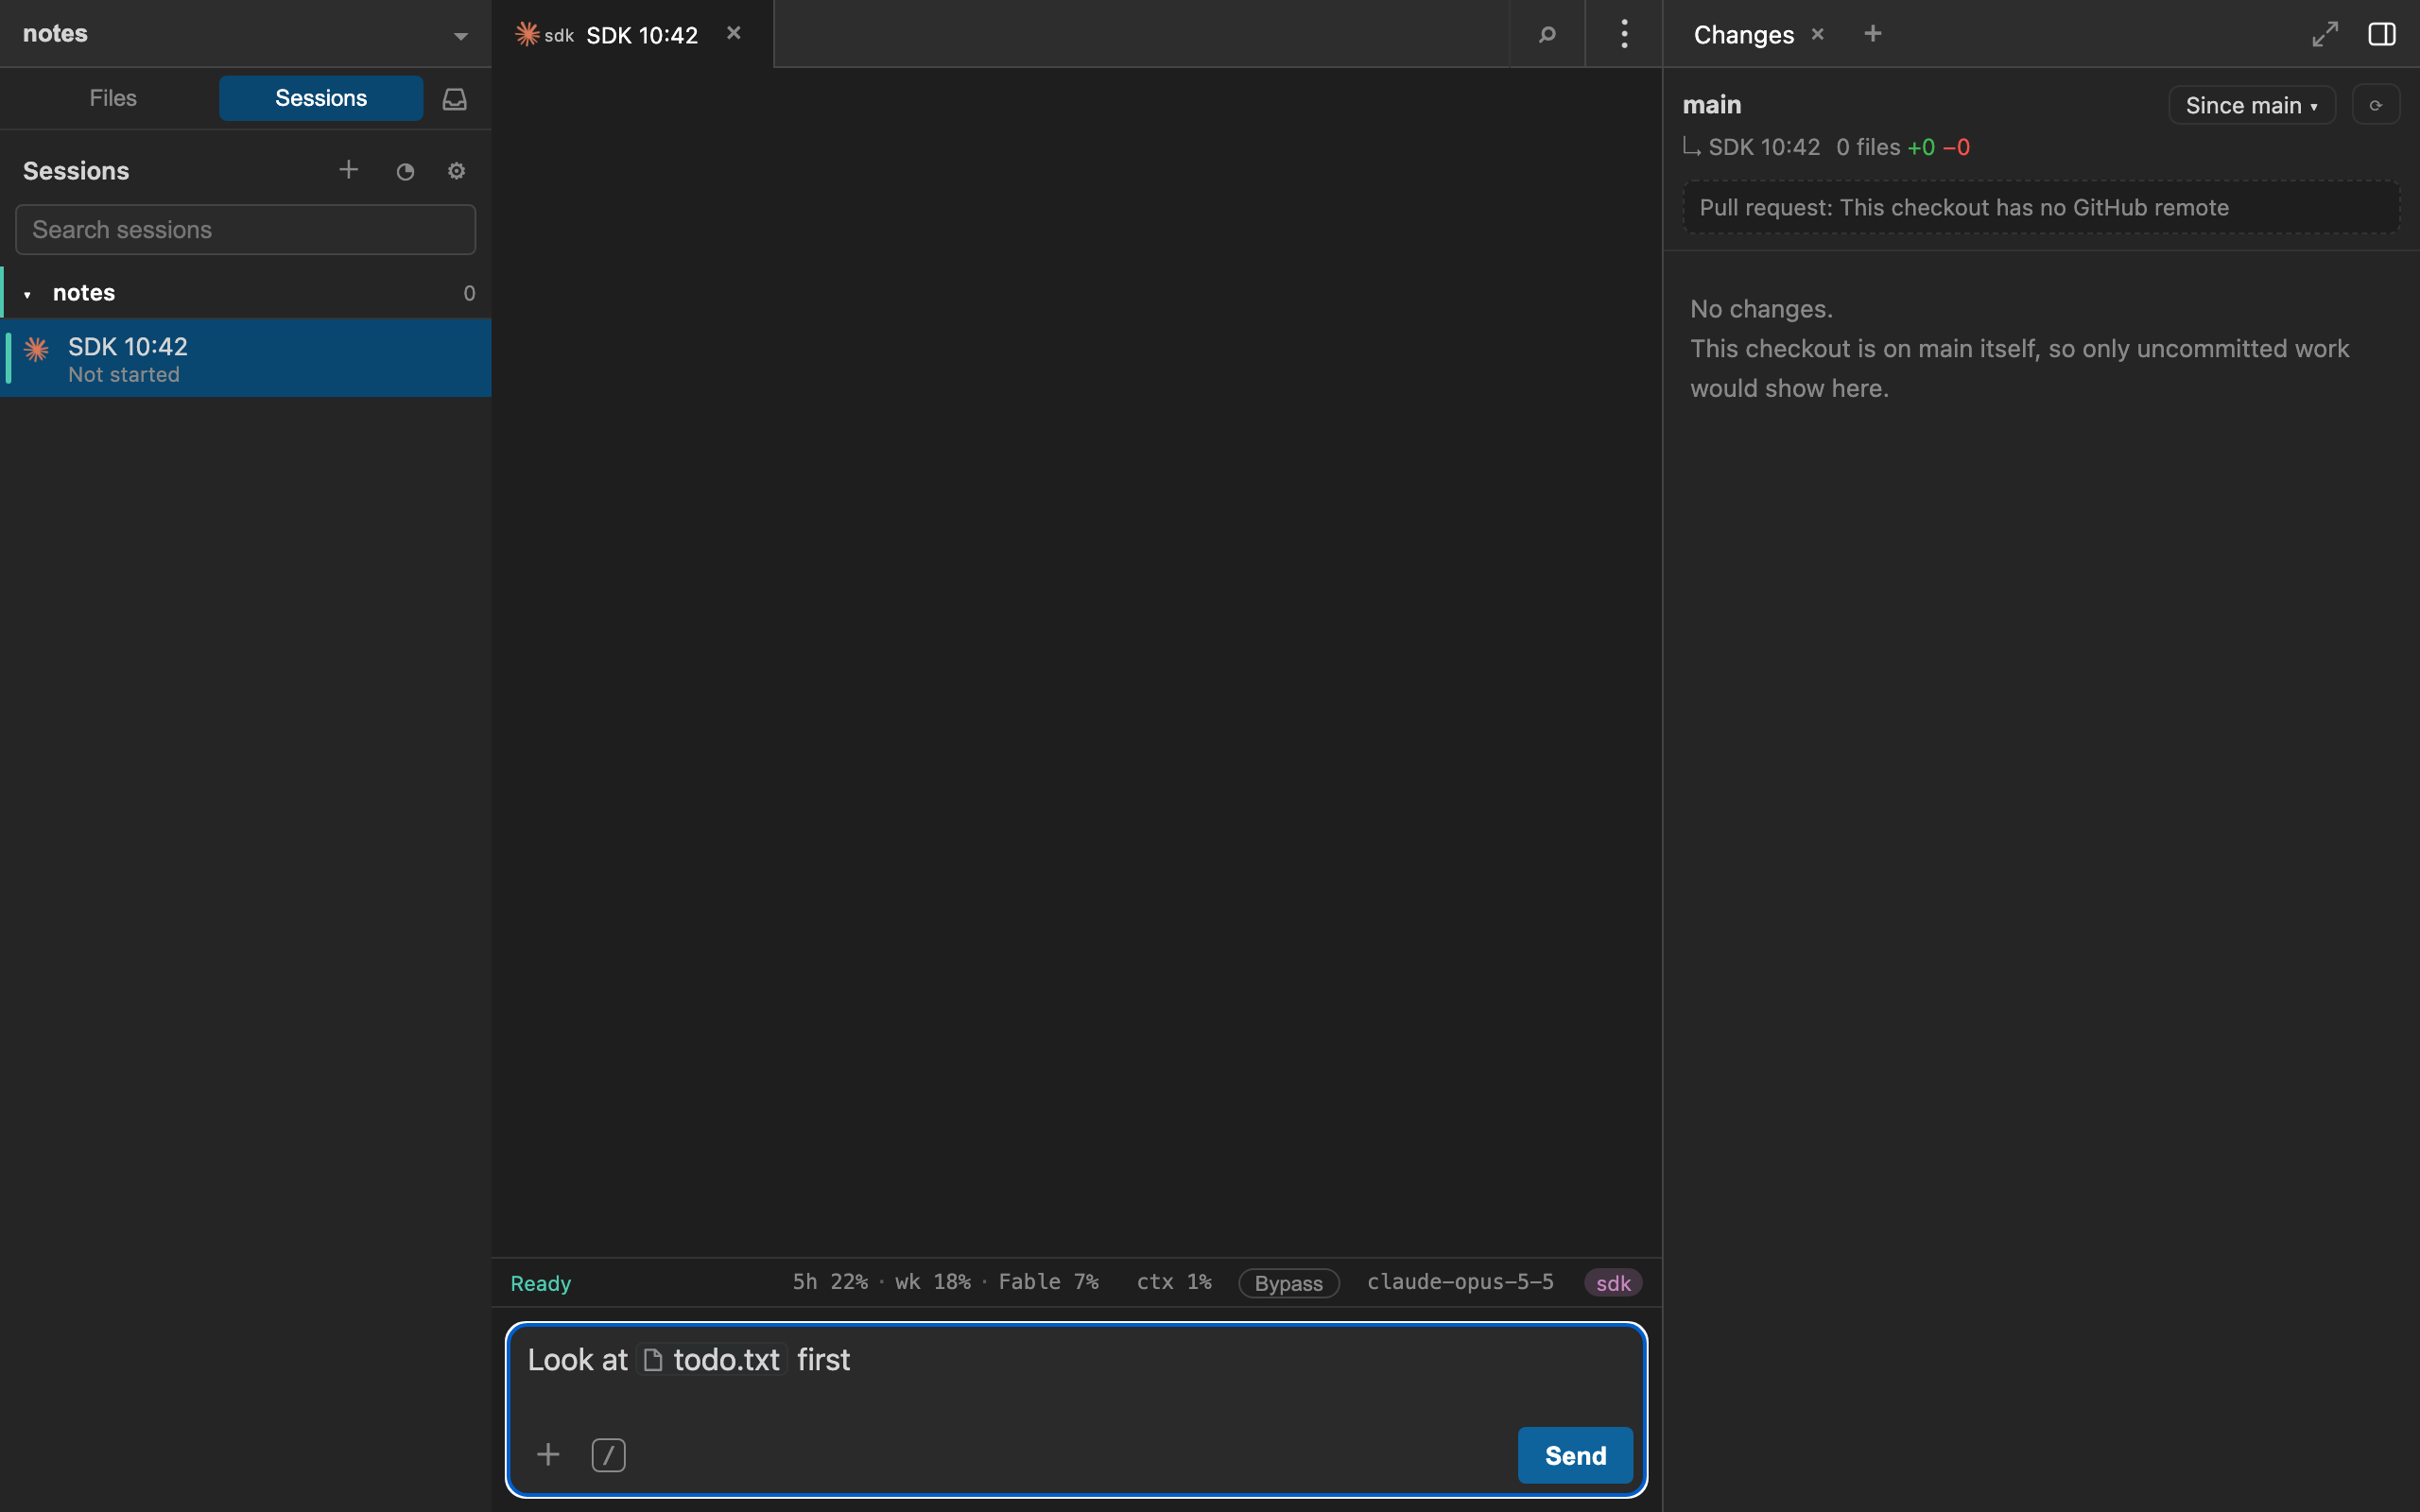 notes
Files
Sessions
Sessions
Search sessions
notes 0
SDK 10:42
Not started
sdk SDK 10:42
Ready
5h 22% · wk 18% · Fable 7% ctx 1% Bypass claude-opus-5-5 sdk
Look at todo.txt first
/
Send
Changes
main
Since main
SDK 10:42 0 files +0 −0
Pull request: This checkout has no GitHub remote
No changes.
This checkout is on main itself, so only uncommitted work
would show here.